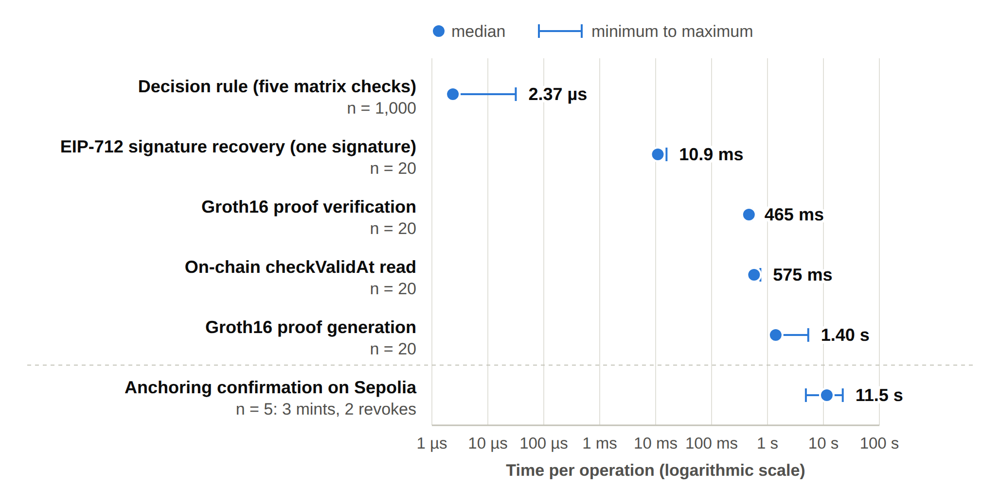 median
minimum to maximum
Decision rule (five matrix checks)
n = 1,000
2.37 µs
EIP-712 signature recovery (one signature)
n = 20
10.9 ms
Groth16 proof verification
n = 20
465 ms
On-chain checkValidAt read
n = 20
575 ms
Groth16 proof generation
n = 20
1.40 s
Anchoring confirmation on Sepolia
n = 5: 3 mints, 2 revokes
11.5 s
1 µs 10 µs 100 µs 1 ms 10 ms 100 ms 1 s 10 s 100 s
Time per operation (logarithmic scale)